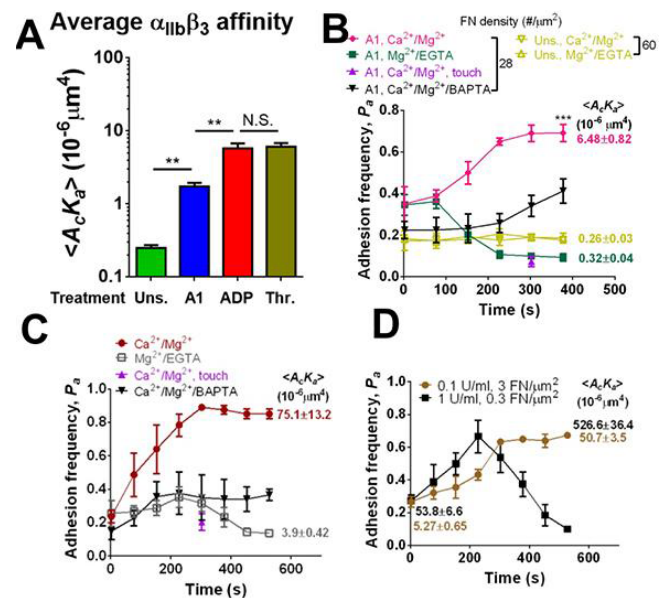 A
Average αIIbβ3 affinity
<AcKa> (10-6 μm4)
100
10
1
0.1
** ** N.S.
Treatment Uns. A1 ADP Thr.
B
FN density (#/μm2)
A1, Ca2+/Mg2+
A1, Mg2+/EGTA
A1, Ca2+/Mg2+, touch
A1, Ca2+/Mg2+/BAPTA
28
Uns., Ca2+/Mg2+
Uns., Mg2+/EGTA
60
Adhesion frequency, Pa
0.8
0.6
0.4
0.2
0.0
***
<AcKa>
(10-6 μm4)
6.48±0.82
0.26±0.03
0.32±0.04
0 100 200 300 400 500
Time (s)
C
Ca2+/Mg2+
Mg2+/EGTA
Ca2+/Mg2+, touch
Ca2+/Mg2+/BAPTA
Adhesion frequency, Pa
1.0
0.8
0.6
0.4
0.2
0.0
<AcKa>
(10-6μm4)
75.1±13.2
3.9±0.42
0 200 400 600
Time (s)
D
0.1 U/ml, 3 FN/μm2
1 U/ml, 0.3 FN/μm2
Adhesion frequency, Pa
1.0
0.8
0.6
0.4
0.2
0.0
<AcKa>
(10-6μm4)
526.6±36.4
50.7±3.5
53.8±6.6
5.27±0.65
0 200 400 600
Time (s)